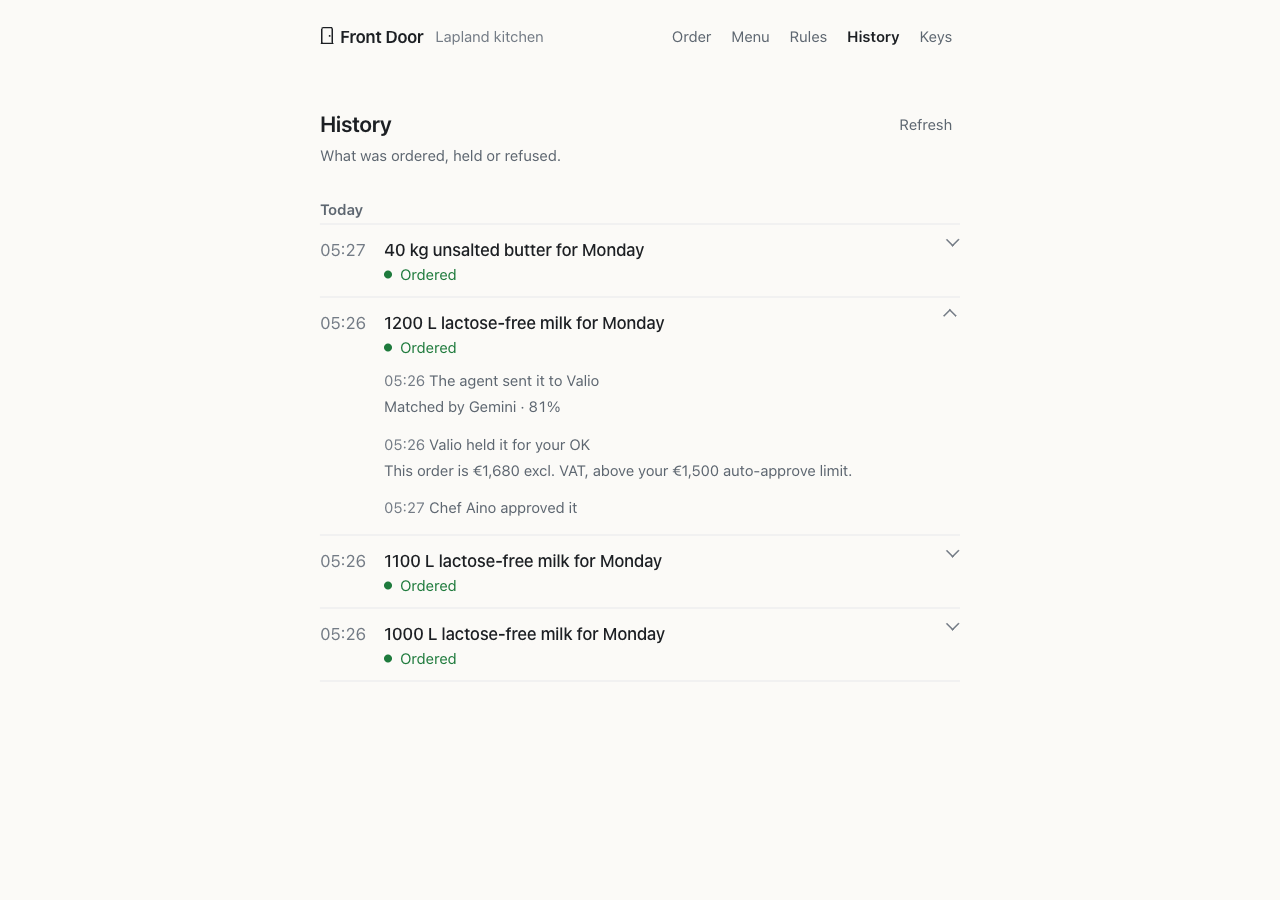 Front Door Lapland kitchen Order Menu Rules History Keys
History Refresh
What was ordered, held or refused.
Today
05:27 40 kg unsalted butter for Monday
Ordered
05:26 1200 L lactose-free milk for Monday
Ordered
05:26 The agent sent it to Valio
Matched by Gemini · 81%
05:26 Valio held it for your OK
This order is €1,680 excl. VAT, above your €1,500 auto-approve limit.
05:27 Chef Aino approved it
05:26 1100 L lactose-free milk for Monday
Ordered
05:26 1000 L lactose-free milk for Monday
Ordered